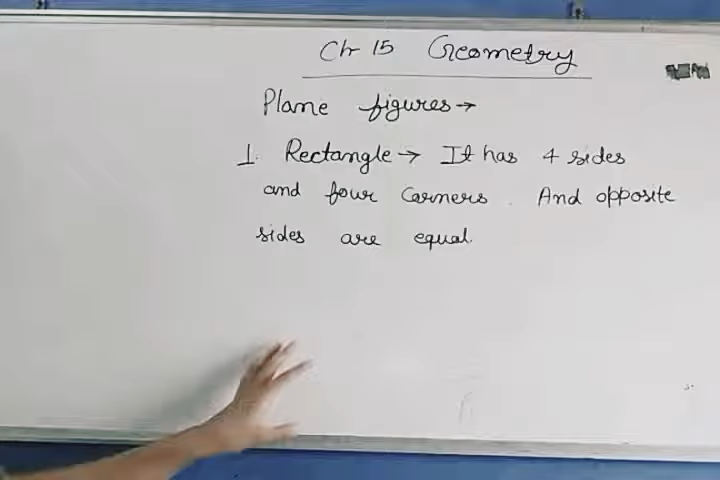 Ch 15 Geometry
Plane figures →
1. Rectangle → It has 4 sides
and four corners. And opposite
sides are equal.